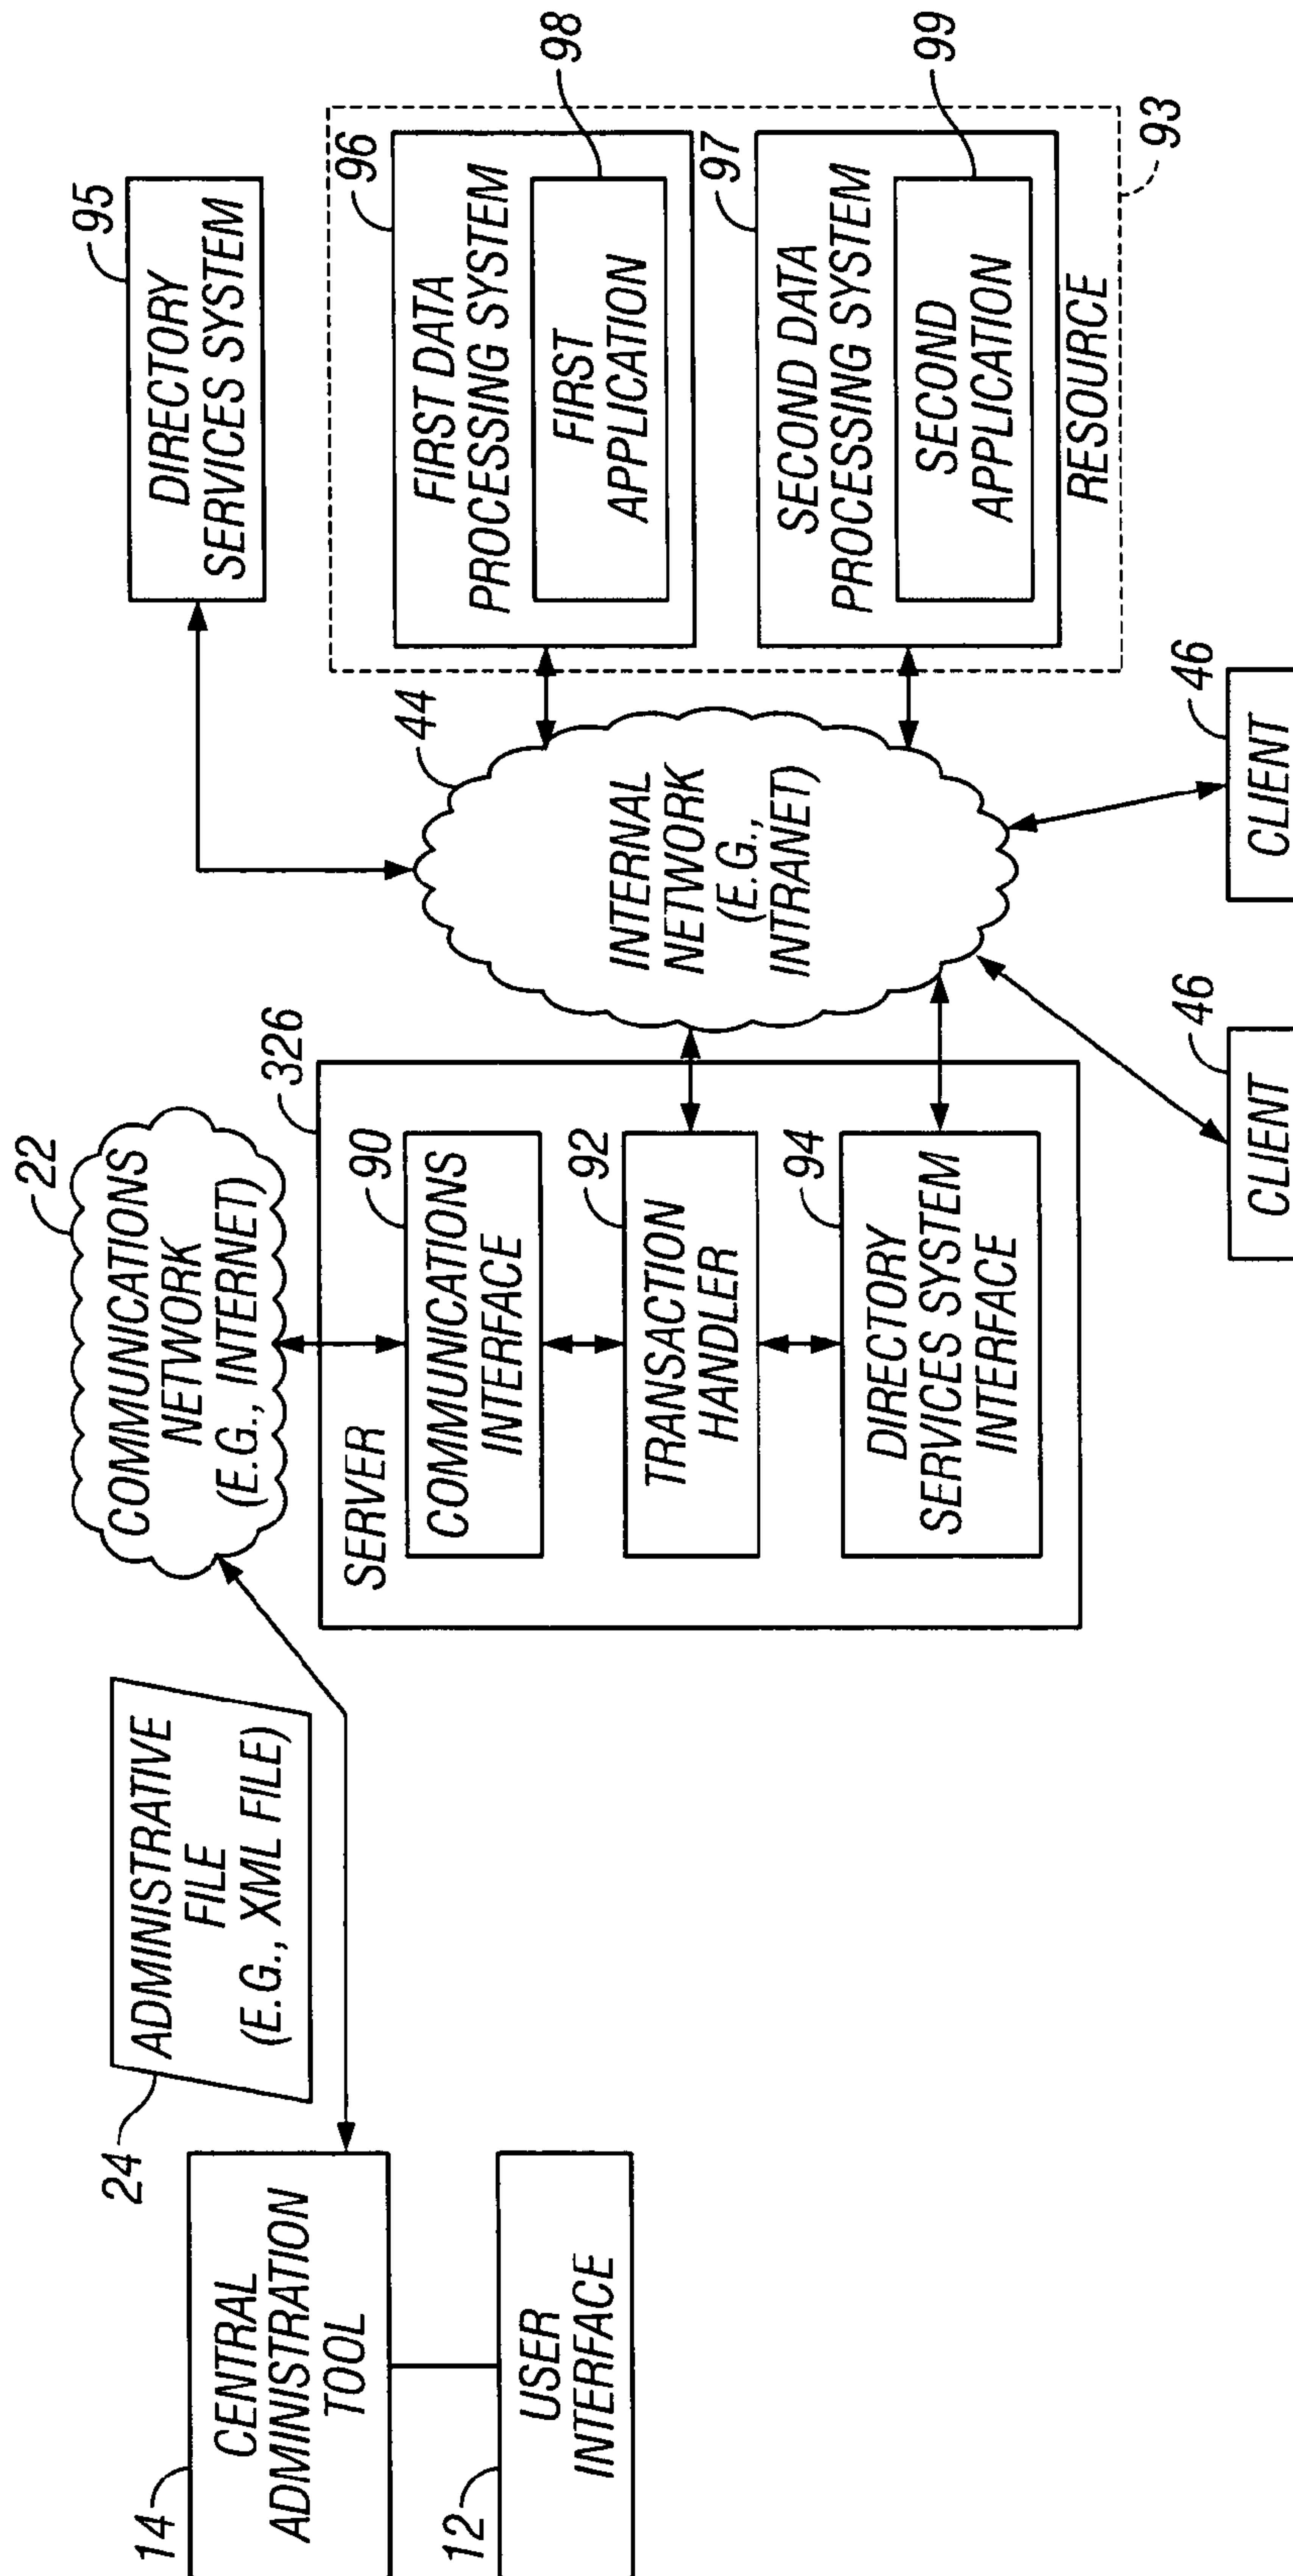 14
CENTRAL
ADMINISTRATION
TOOL
12
USER
INTERFACE
24
ADMINISTRATIVE
FILE
(E.G., XML FILE)
22
COMMUNICATIONS
NETWORK
(E.G., INTERNET)
326
SERVER
90
COMMUNICATIONS
INTERFACE
92
TRANSACTION
HANDLER
94
DIRECTORY
SERVICES SYSTEM
INTERFACE
44
INTERNAL
NETWORK
(E.G.,
INTRANET)
46
CLIENT
46
CLIENT
95
DIRECTORY
SERVICES SYSTEM
96
FIRST DATA
PROCESSING SYSTEM
98
FIRST
APPLICATION
97
SECOND DATA
PROCESSING SYSTEM
99
SECOND
APPLICATION
RESOURCE
93